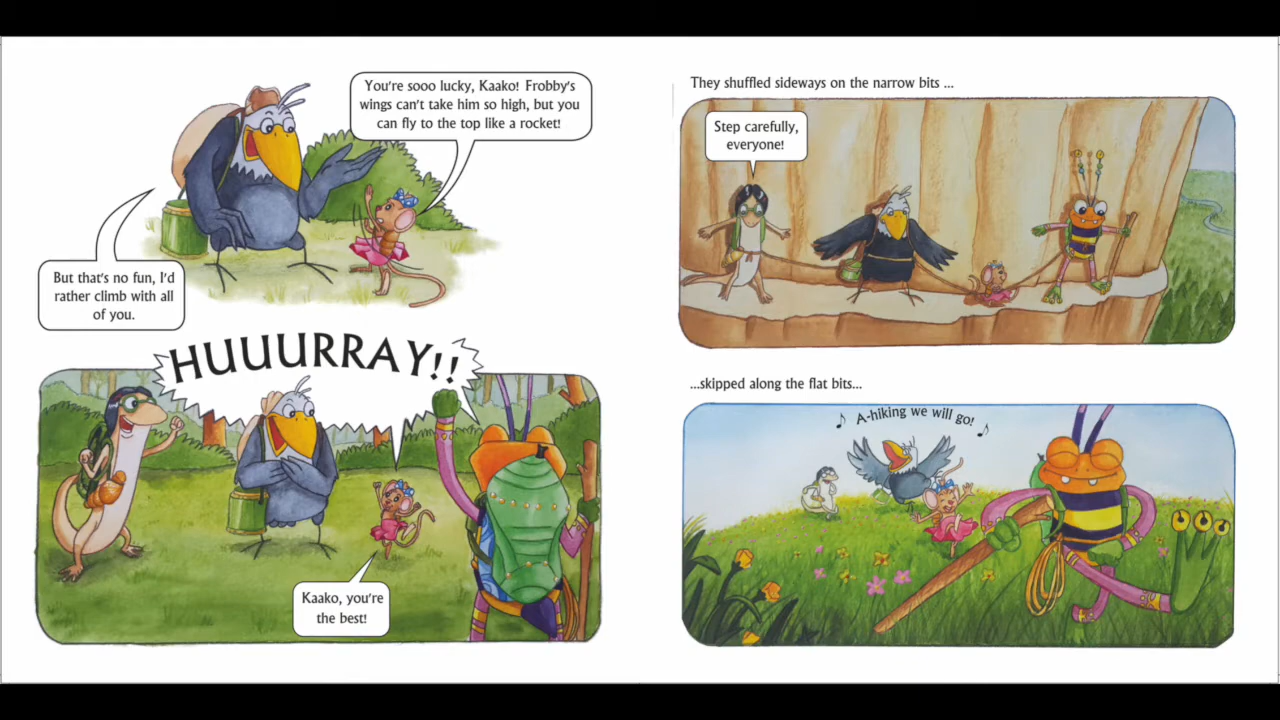 You're sooo lucky, Kaako! Frobby's
wings can't take him so high, but you
can fly to the top like a rocket!
But that's no fun, I'd
rather climb with all
of you.
HUUURRAY!!
Kaako, you're
the best!
They shuffled sideways on the narrow bits ...
Step carefully,
everyone!
...skipped along the flat bits...
♪ A-hiking we will go! ♪